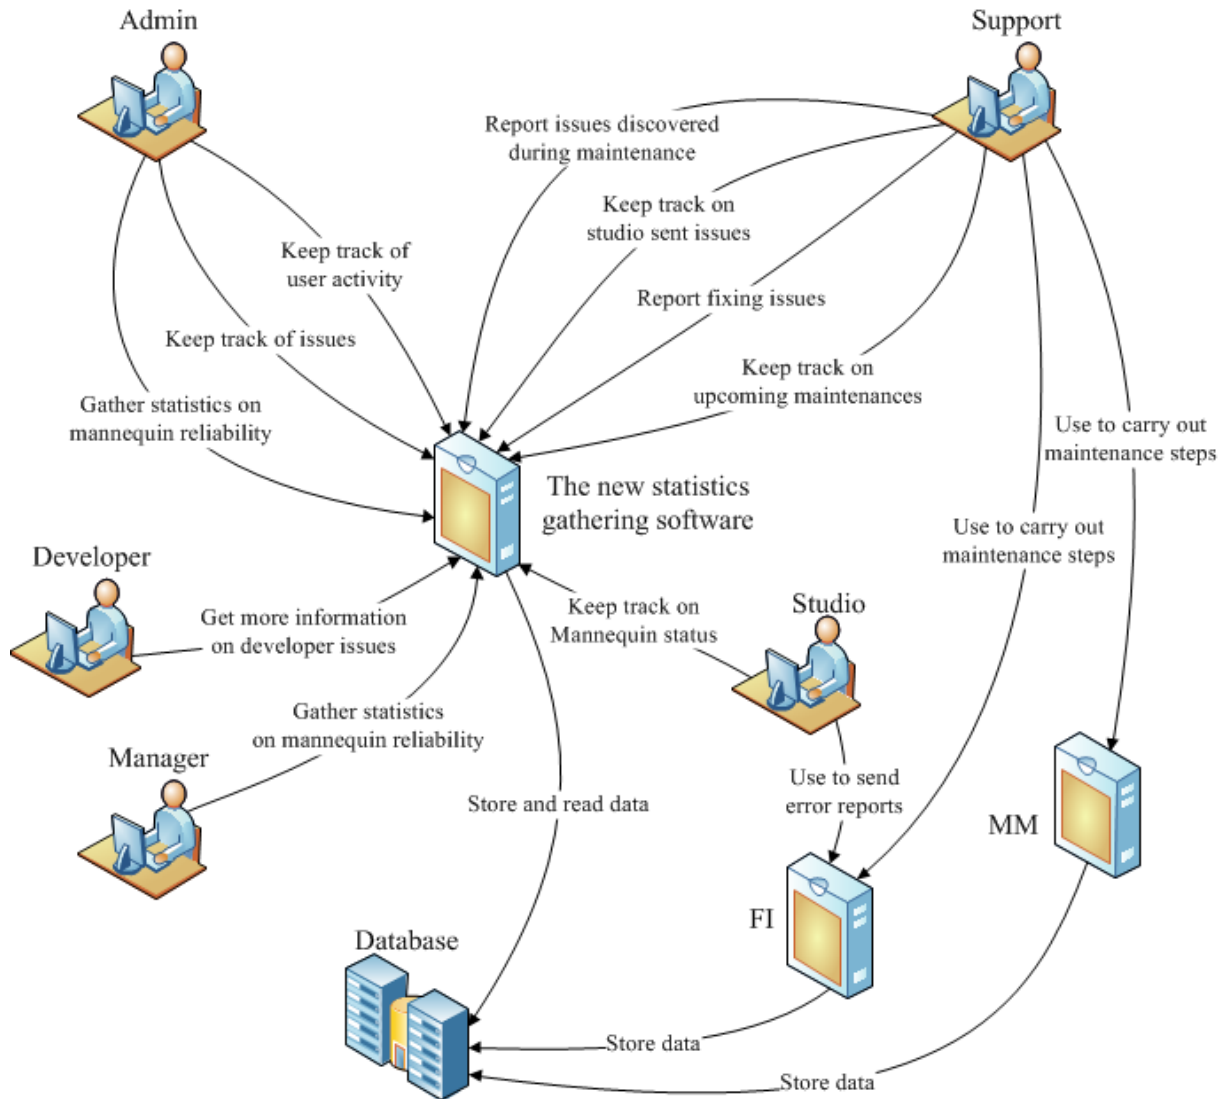 Admin
Support
Report issues discovered
during maintenance
Keep track on
studio sent issues
Keep track of
user activity
Report fixing issues
Keep track of issues
Keep track on
upcoming maintenances
Gather statistics on
mannequin reliability
Use to carry out
maintenance steps
The new statistics
gathering software
Use to carry out
maintenance steps
Developer
Get more information
on developer issues
Keep track on
Mannequin status
Studio
Gather statistics
on mannequin reliability
Manager
Use to send
error reports
Store and read data
MM
FI
Database
Store data
Store data